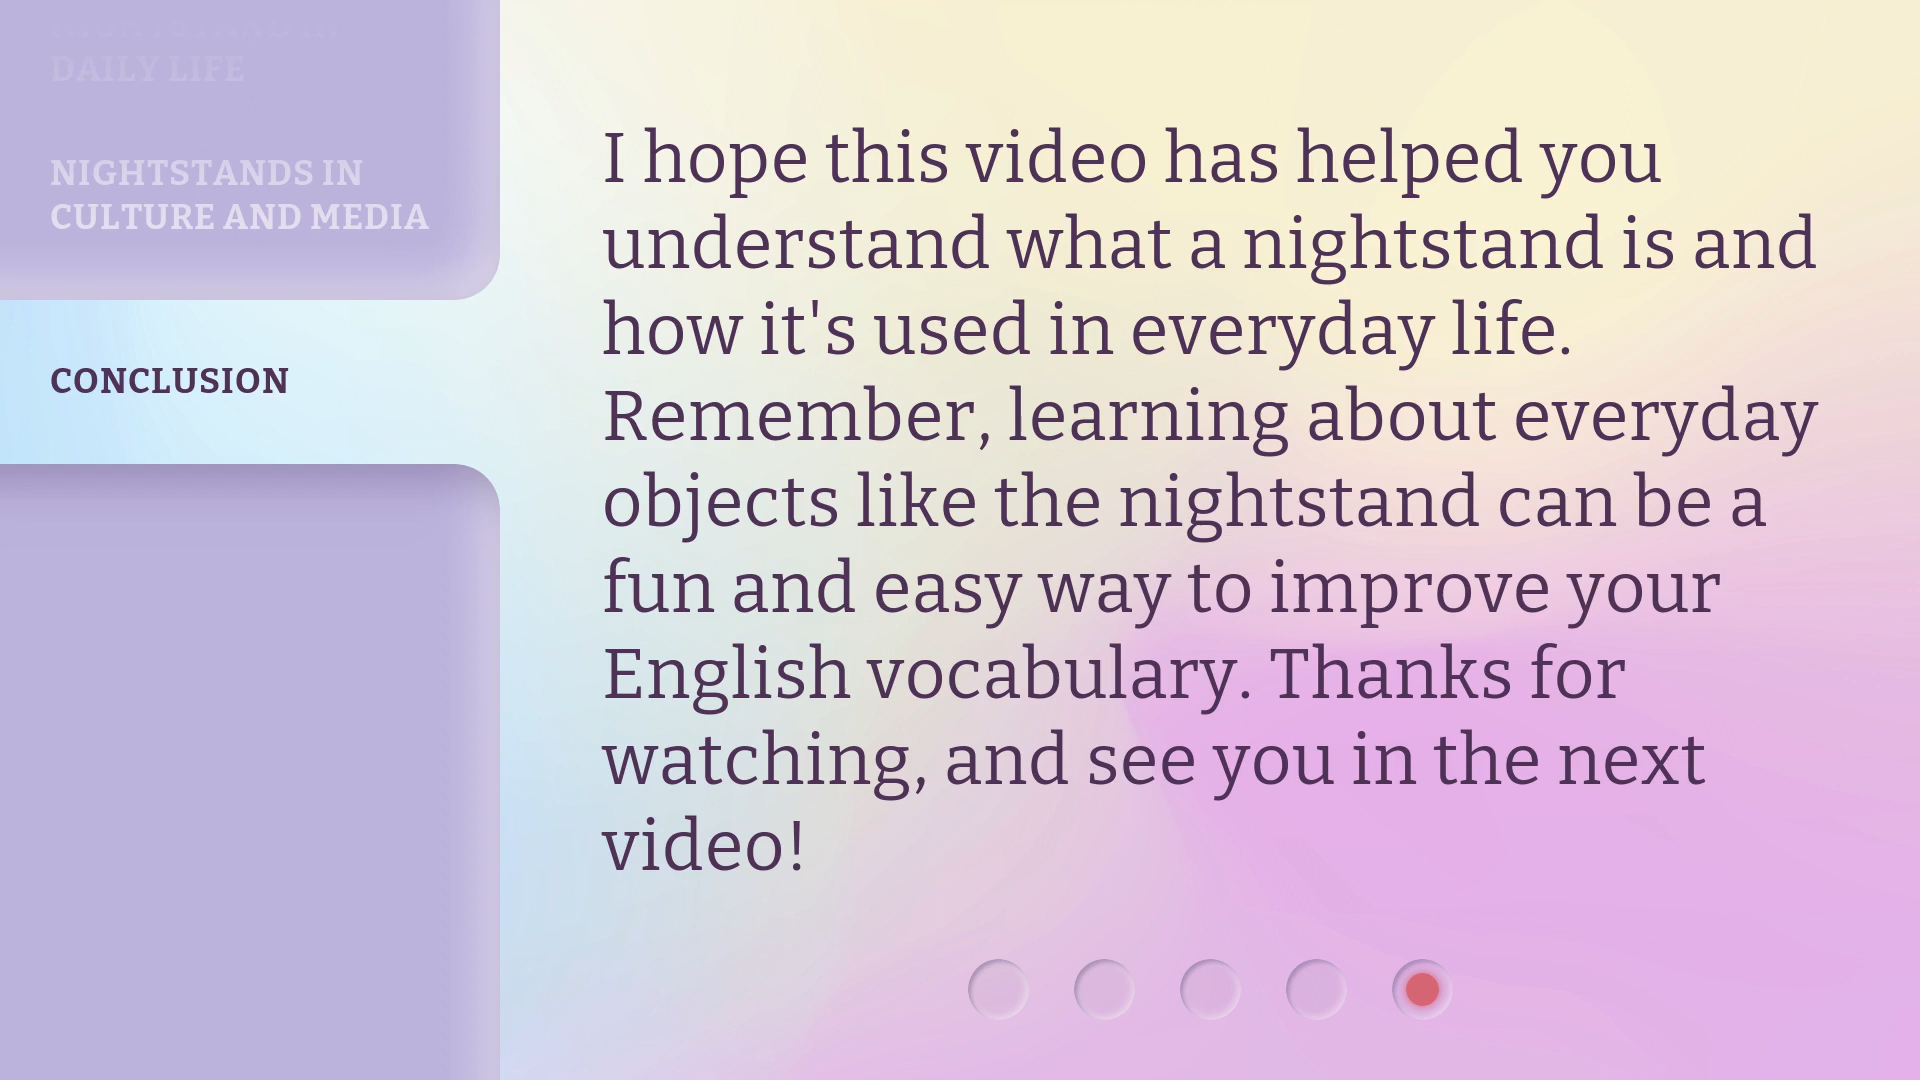 DAILY LIFE
NIGHTSTANDS IN
CULTURE AND MEDIA
CONCLUSION
I hope this video has helped you
understand what a nightstand is and
how it's used in everyday life.
Remember, learning about everyday
objects like the nightstand can be a
fun and easy way to improve your
English vocabulary. Thanks for
watching, and see you in the next
video!